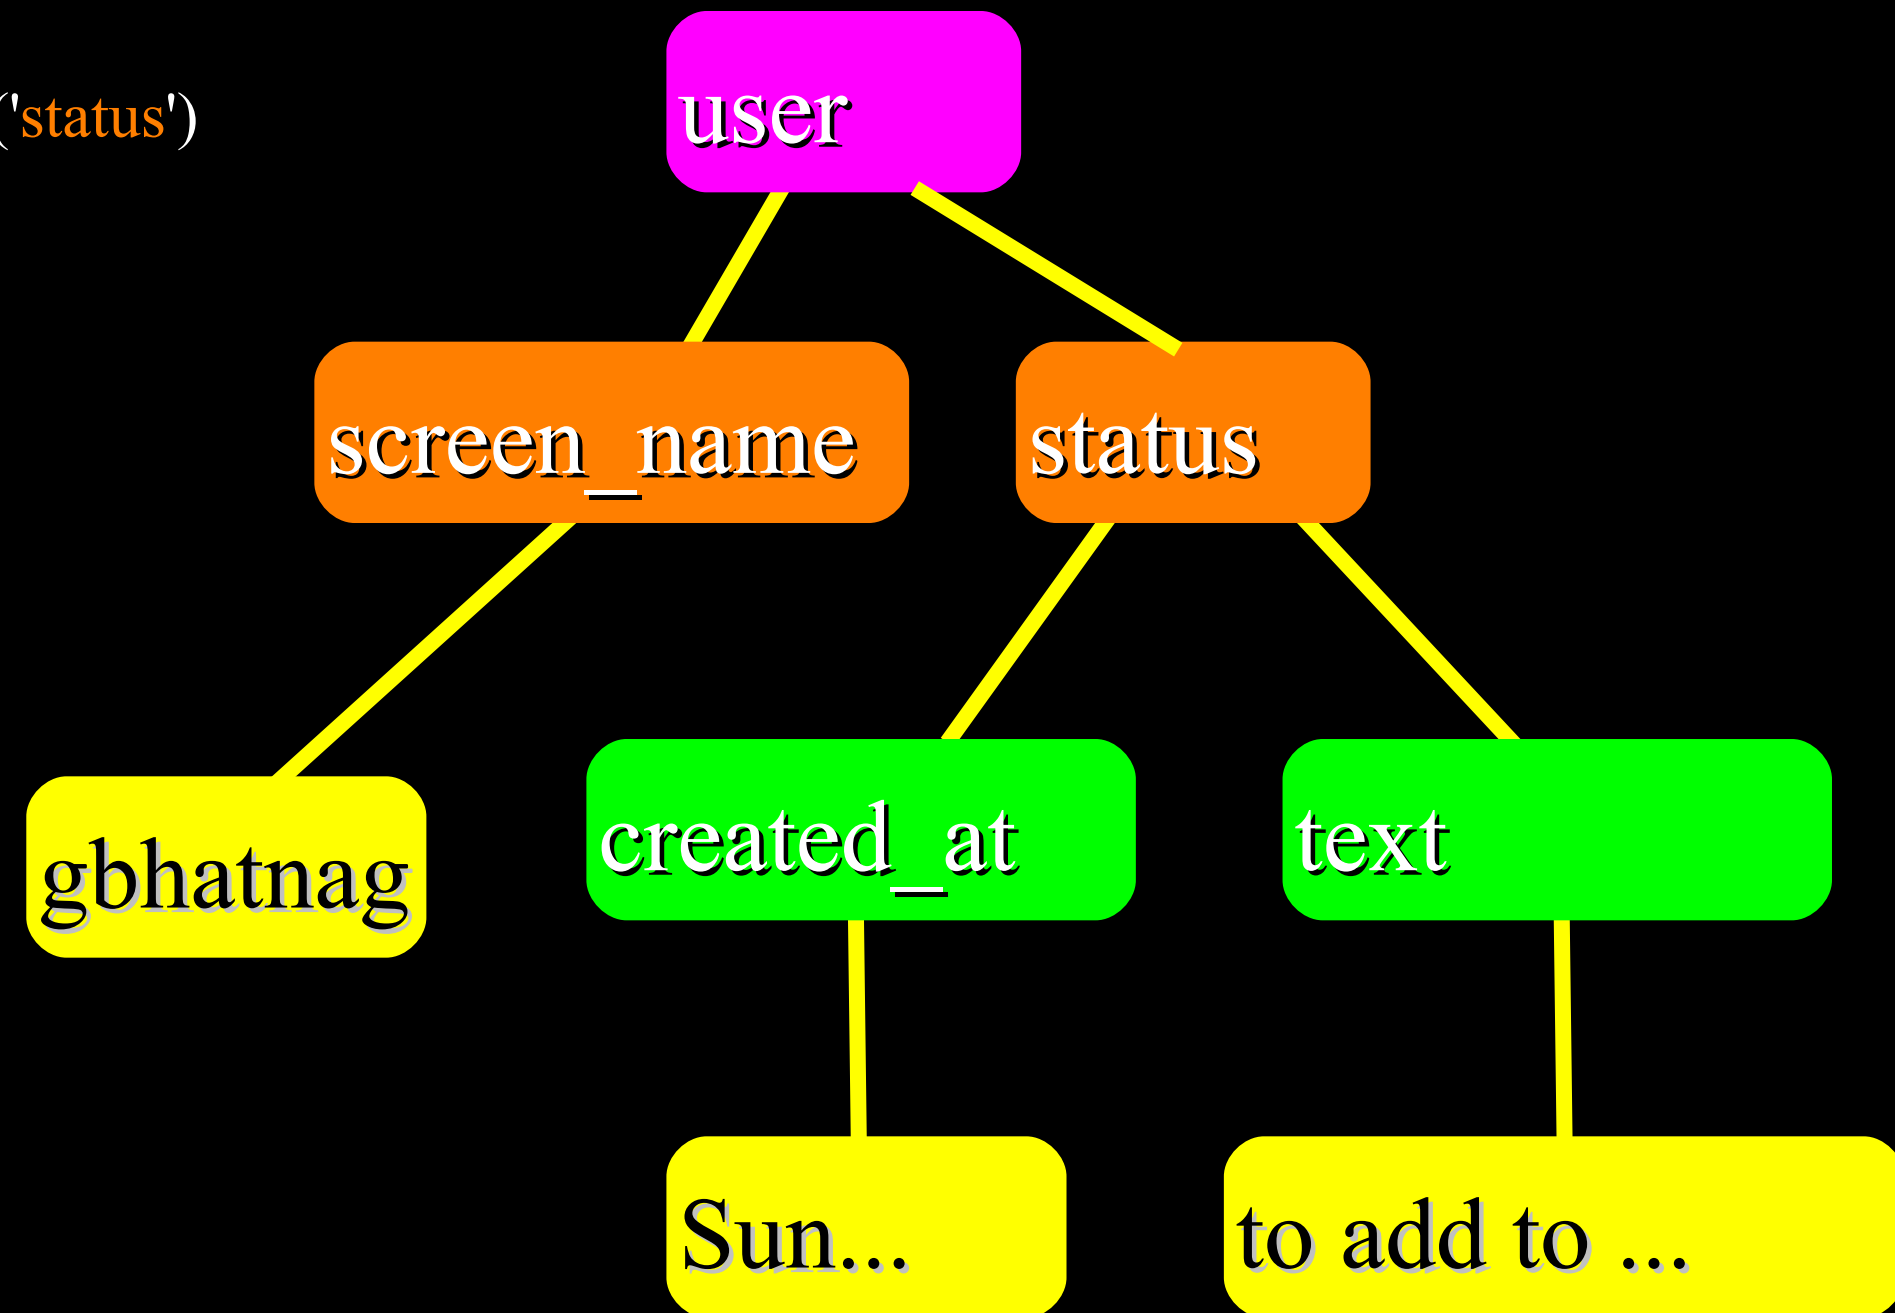 user
('status')
screen_name
status
created_at
text
gbhatnag
Sun...
to add to ...